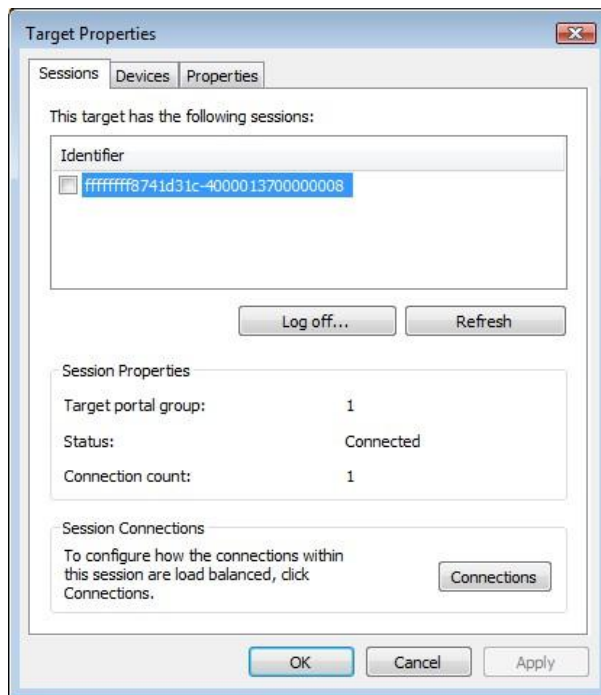 Target Properties
Sessions Devices Properties
This target has the following sessions:
Identifier
ffffffff8741d31c-4000013700000008
Log off... Refresh
Session Properties
Target portal group: 1
Status: Connected
Connection count: 1
Session Connections
To configure how the connections within
this session are load balanced, click
Connections.
Connections
OK Cancel Apply